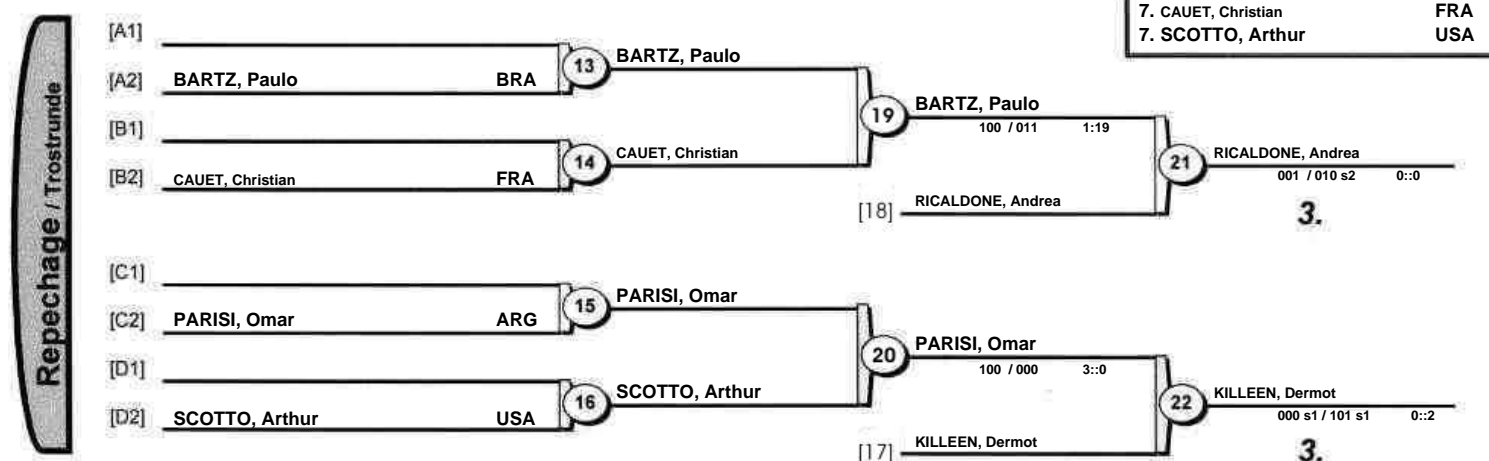 7. CAUET, Christian FRA
7. SCOTTO, Arthur USA
Repechage / Trostrunde
[A1]
[A2] BARTZ, Paulo BRA
13
BARTZ, Paulo
[B1]
[B2] CAUET, Christian FRA
14
CAUET, Christian
19
BARTZ, Paulo
100 / 011 1:19
[18] RICALDONE, Andrea
21
RICALDONE, Andrea
001 / 010 s2 0::0
3.
[C1]
[C2] PARISI, Omar ARG
15
PARISI, Omar
[D1]
[D2] SCOTTO, Arthur USA
16
SCOTTO, Arthur
20
PARISI, Omar
100 / 000 3::0
[17] KILLEEN, Dermot
22
KILLEEN, Dermot
000 s1 / 101 s1 0::2
3.